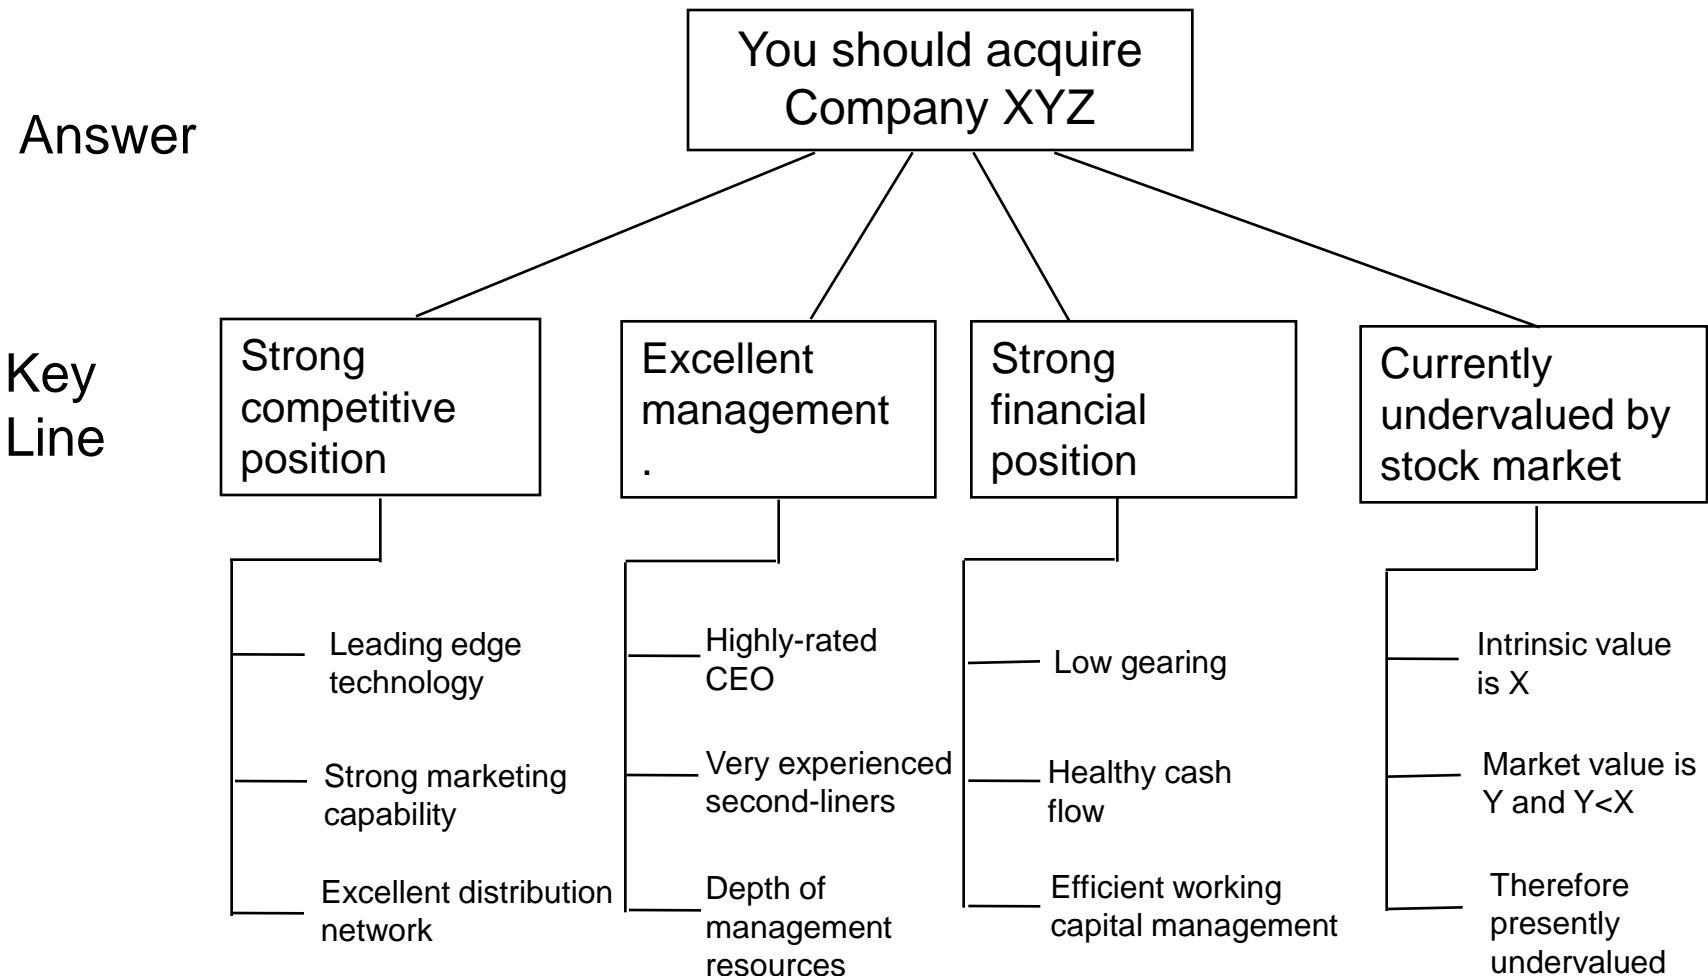 You should acquire
Company XYZ
Answer
Key
Line
Strong
competitive
position
Excellent
management
.
Strong
financial
position
Currently
undervalued by
stock market
Leading edge
technology
Strong marketing
capability
Excellent distribution
network
Highly-rated
CEO
Very experienced
second-liners
Depth of
management
resources
Low gearing
Healthy cash
flow
Efficient working
capital management
Intrinsic value
is X
Market value is
Y and Y<X
Therefore
presently
undervalued